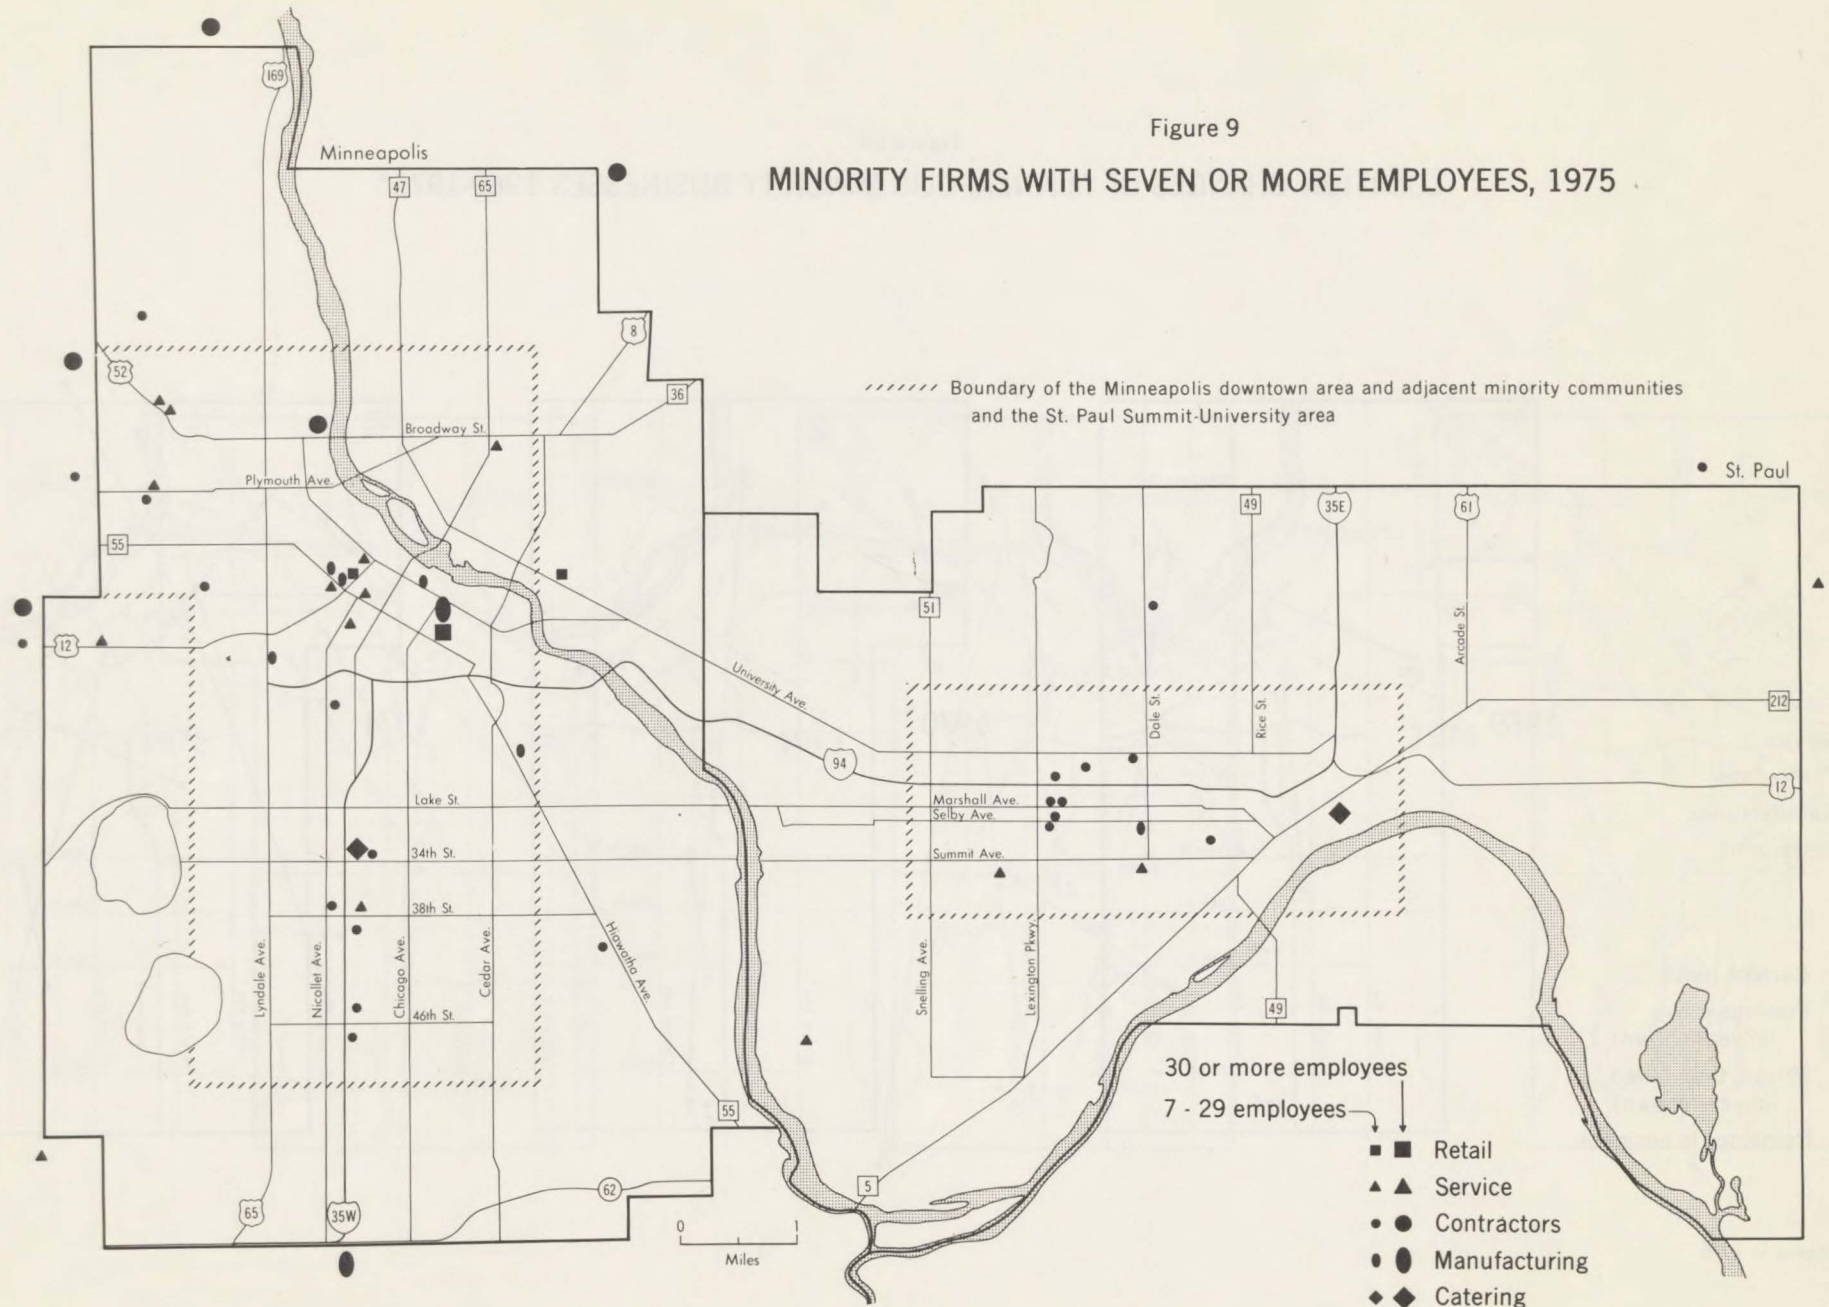 Figure 9
MINORITY FIRMS WITH SEVEN OR MORE EMPLOYEES, 1975
169
Minneapolis
47
65
8
52
36
Boundary of the Minneapolis downtown area and adjacent minority communities
and the St. Paul Summit-University area
Broadway St.
Plymouth Ave.
St. Paul
49
35E
61
55
51
12
Arcade St.
University Ave.
Dale St.
Rice St.
212
94
12
Lake St.
Marshall Ave.
Selby Ave.
34th St.
Summit Ave.
38th St.
Lyndale Ave.
Nicollet Ave.
Chicago Ave.
Cedar Ave.
Hiawatha Ave.
Snelling Ave.
Lexington Pkwy.
46th St.
49
55
30 or more employees
7 - 29 employees
Retail
5
Service
62
65
35W
Contractors
0 1
Miles
Manufacturing
Catering